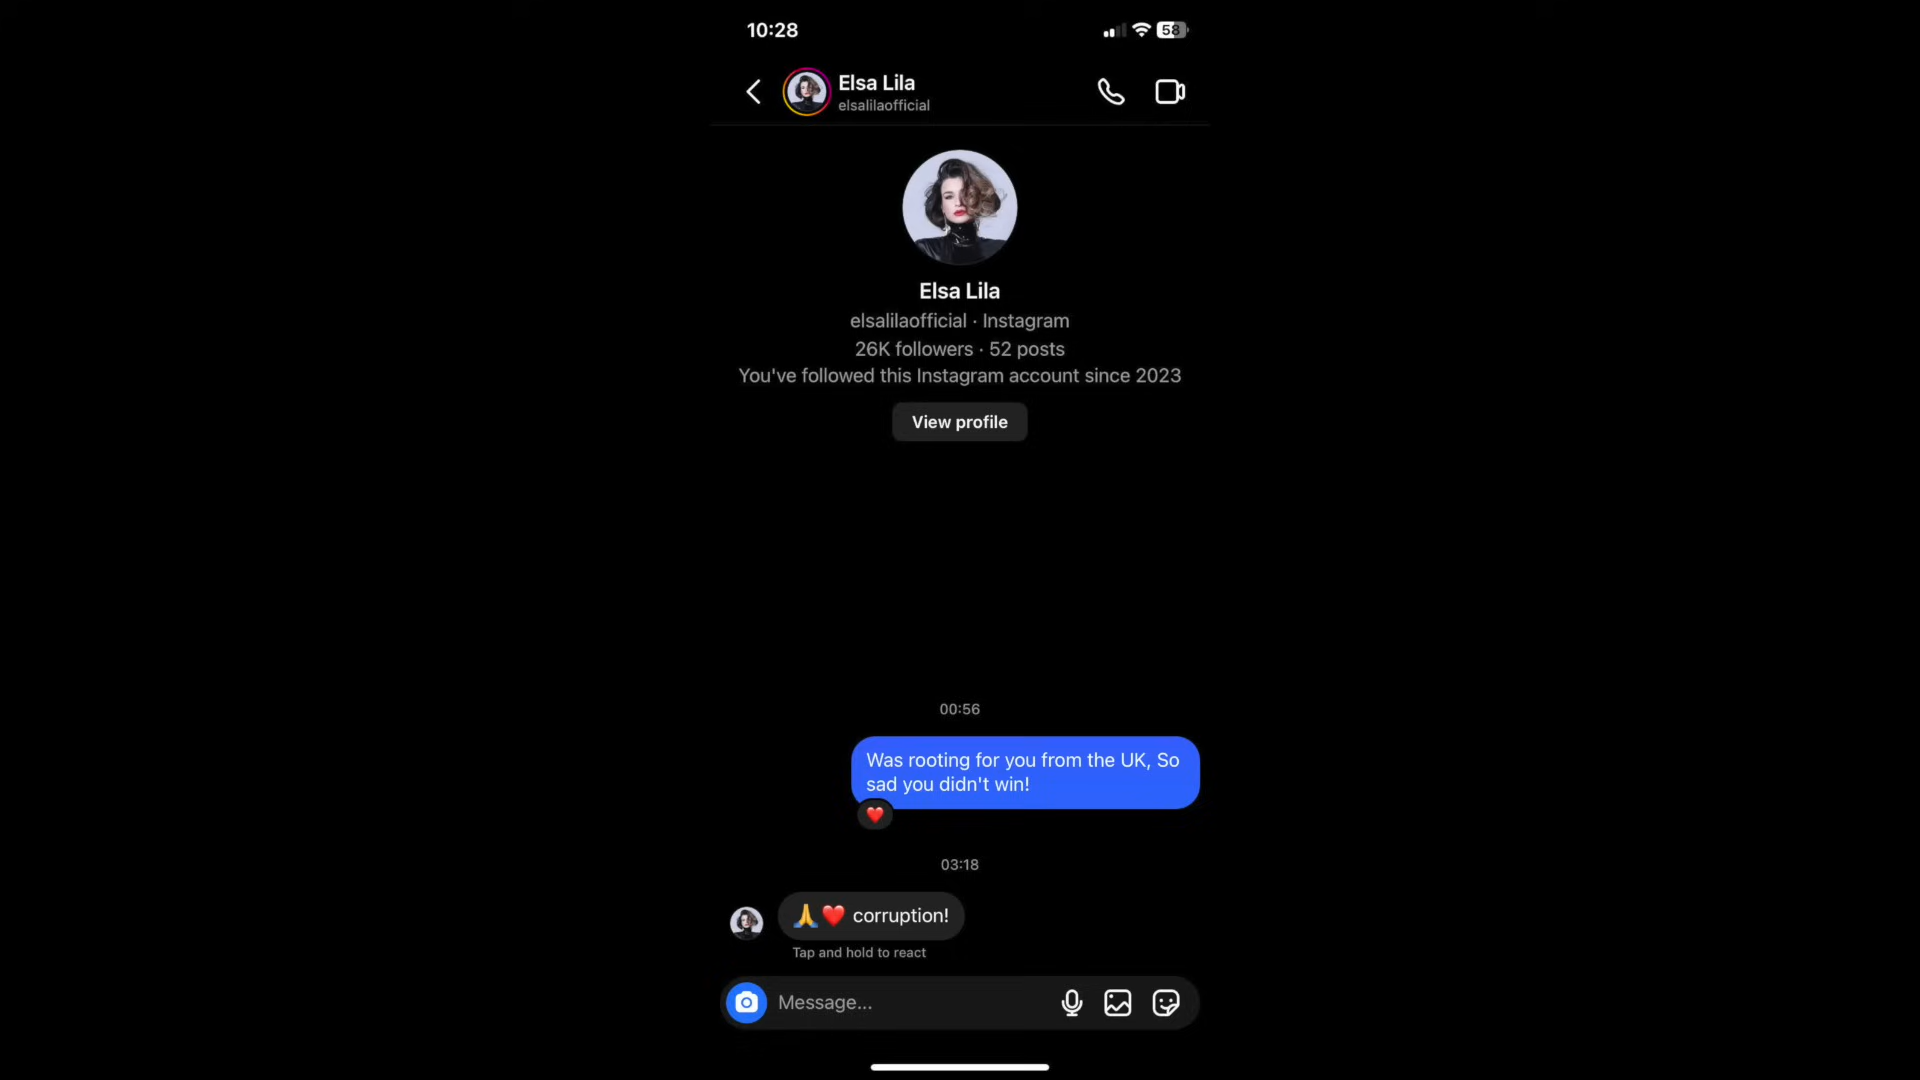 10:28
58
Elsa Lila
elsalilaofficial
Elsa Lila
elsalilaofficial · Instagram
26K followers · 52 posts
You've followed this Instagram account since 2023
View profile
00:56
Was rooting for you from the UK, So
sad you didn't win!
❤️
03:18
🙏❤️ corruption!
Tap and hold to react
Message...